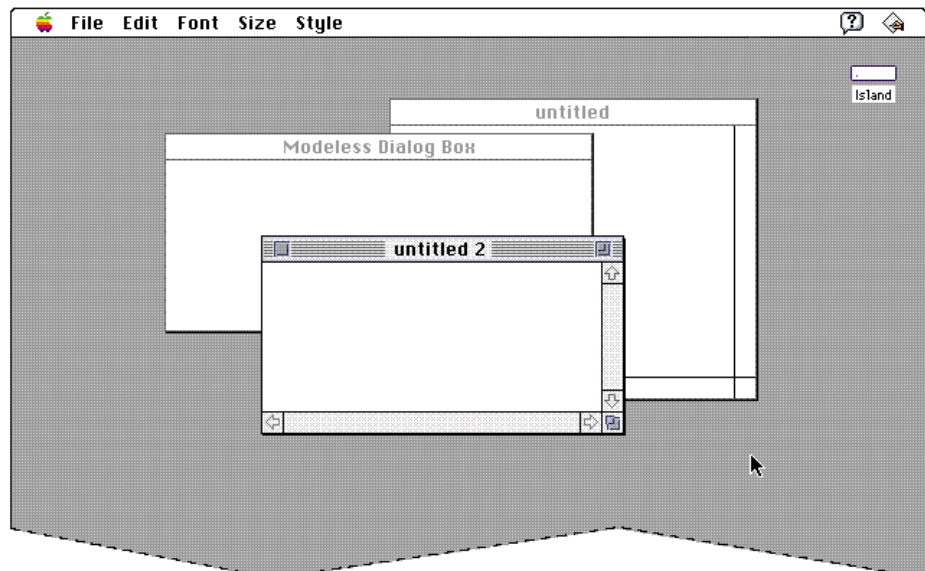 File Edit Font Size Style
Island
untitled
Modeless Dialog Box
untitled 2